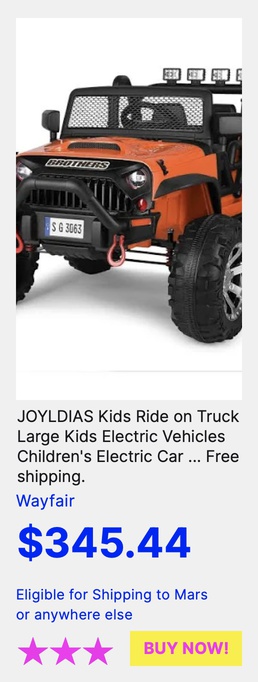 BROTHERS
S G 3063
JOYLDIAS Kids Ride on Truck
Large Kids Electric Vehicles
Children's Electric Car ... Free
shipping.
Wayfair
$345.44
Eligible for Shipping to Mars
or anywhere else
BUY NOW!